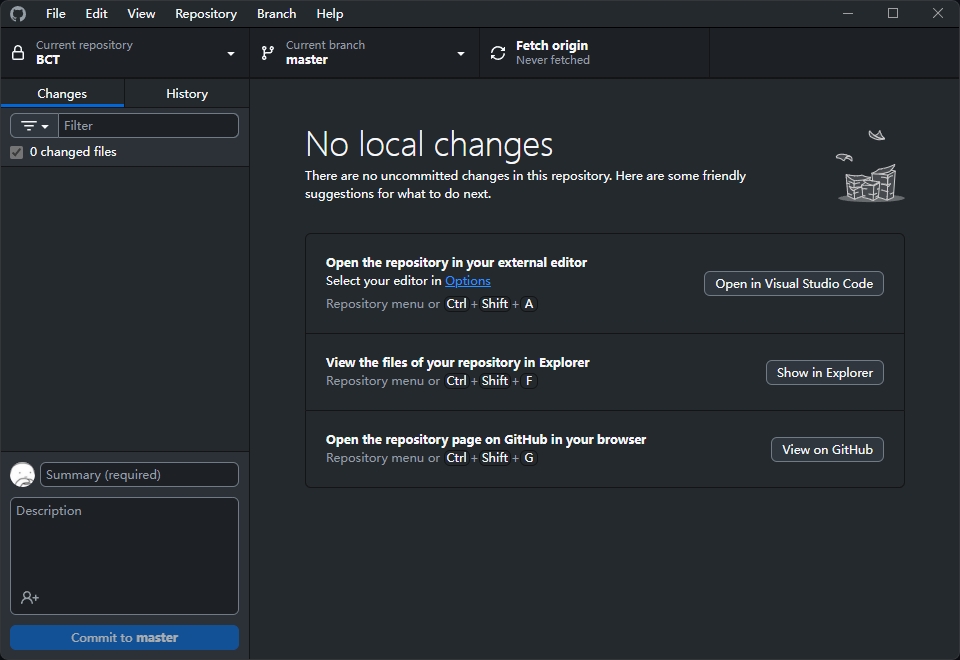 File Edit View Repository Branch Help
Current repository
BCT
Current branch
master
Fetch origin
Never fetched
Changes History
Filter
0 changed files
No local changes
There are no uncommitted changes in this repository. Here are some friendly
suggestions for what to do next.
Open the repository in your external editor
Select your editor in Options
Repository menu or Ctrl + Shift + A
Open in Visual Studio Code
View the files of your repository in Explorer
Repository menu or Ctrl + Shift + F
Show in Explorer
Open the repository page on GitHub in your browser
Repository menu or Ctrl + Shift + G
View on GitHub
Summary (required)
Description
Commit to master